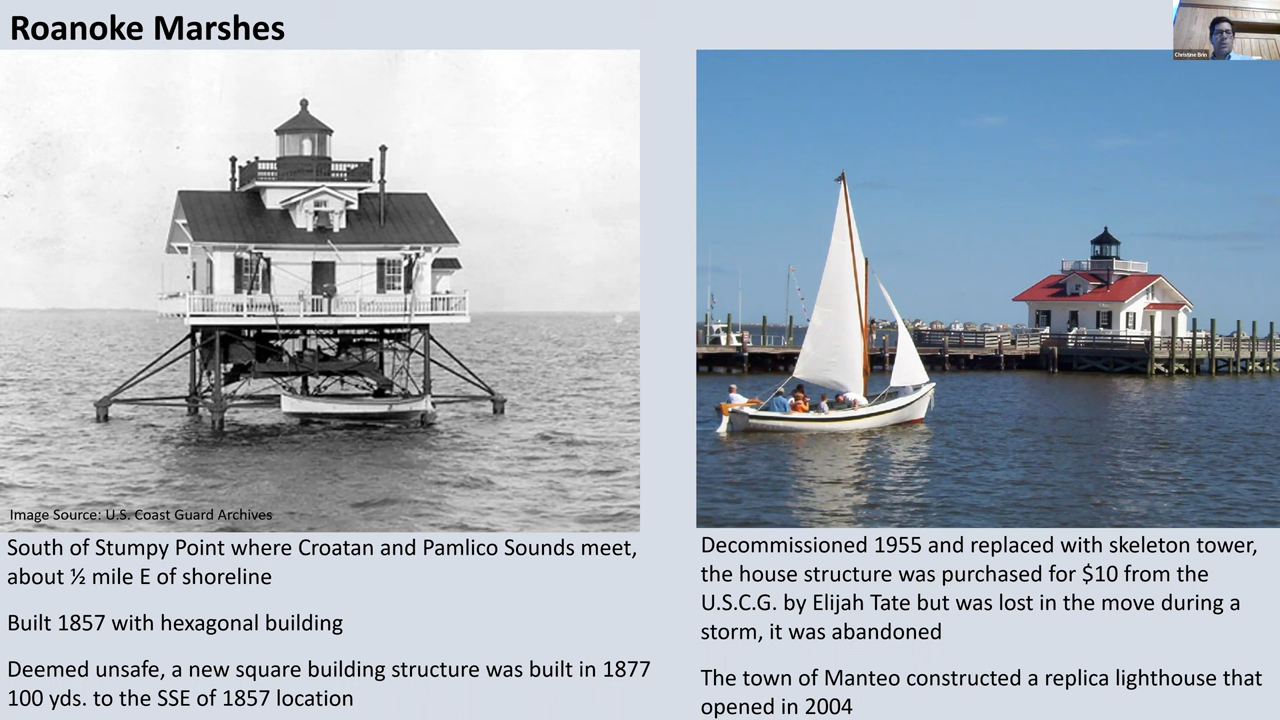 Roanoke Marshes
Christine Brin
Image Source: U.S. Coast Guard Archives
South of Stumpy Point where Croatan and Pamlico Sounds meet,
about ½ mile E of shoreline
Built 1857 with hexagonal building
Deemed unsafe, a new square building structure was built in 1877
100 yds. to the SSE of 1857 location
Decommissioned 1955 and replaced with skeleton tower,
the house structure was purchased for $10 from the
U.S.C.G. by Elijah Tate but was lost in the move during a
storm, it was abandoned
The town of Manteo constructed a replica lighthouse that
opened in 2004